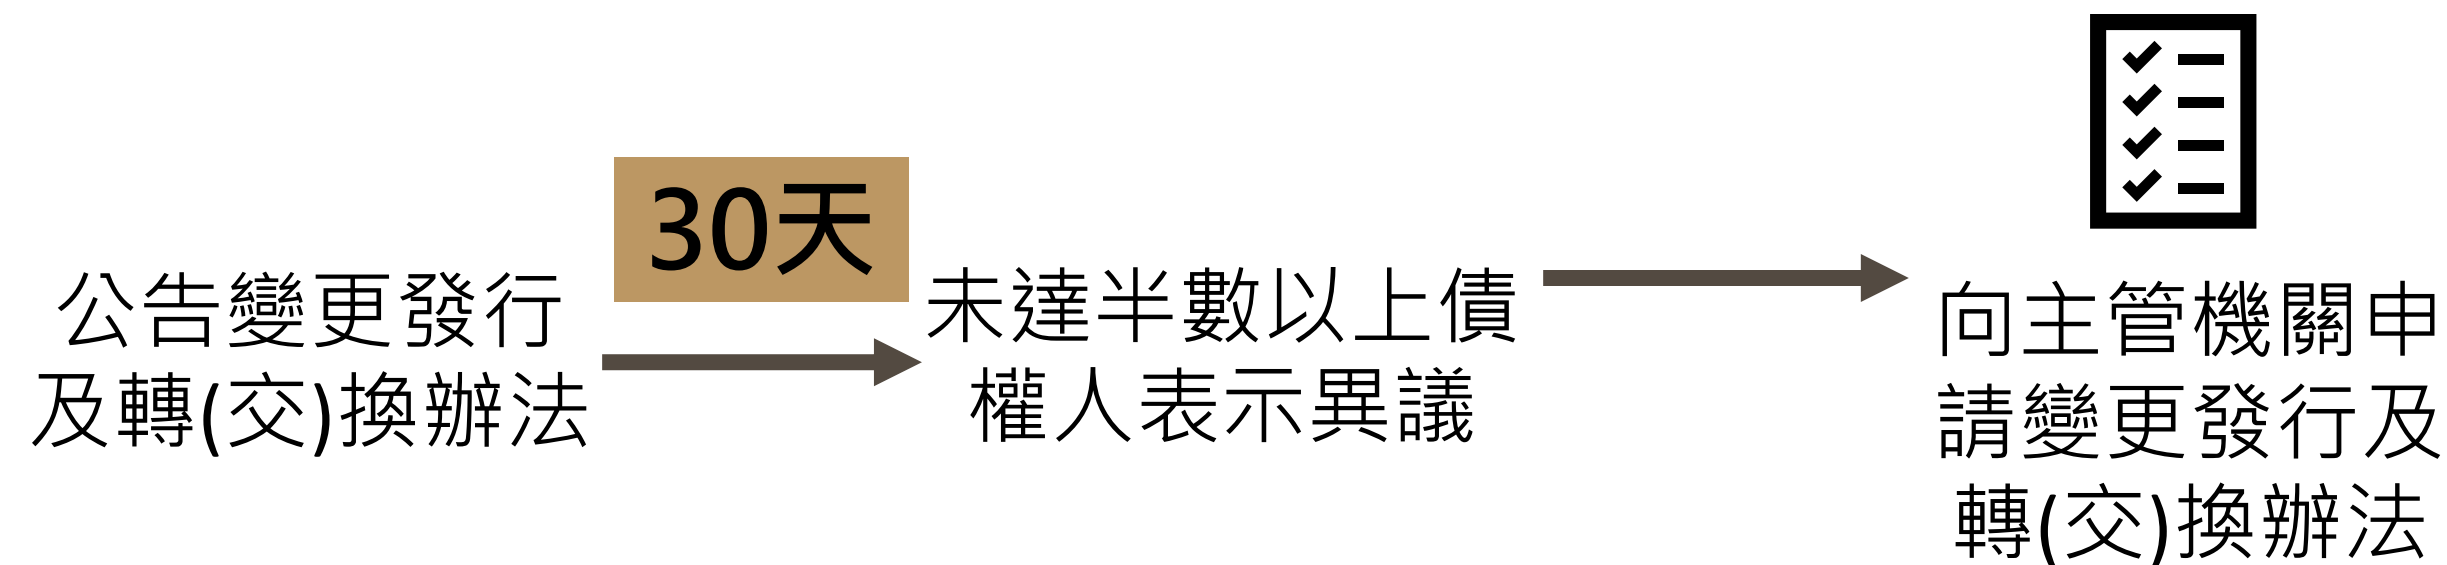 公告變更發行
及轉(交)換辦法
30天
未達半數以上債
權人表示異議
向主管機關申
請變更發行及
轉(交)換辦法